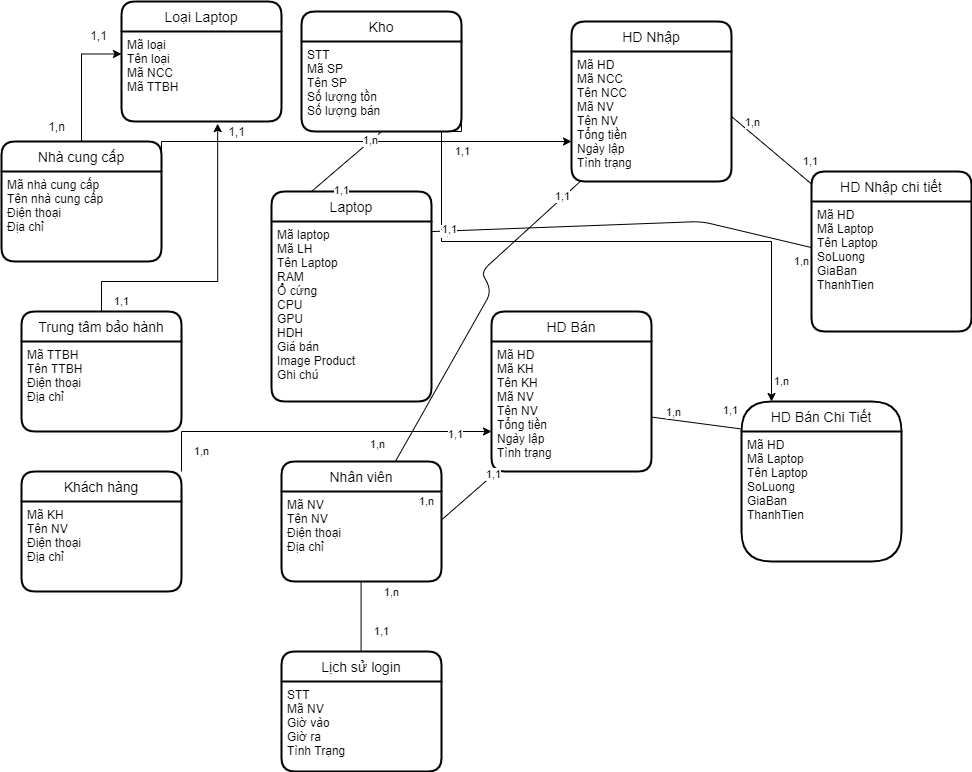 Loại Laptop
Mã loại
Tên loại
Mã NCC
Mã TTBH
1,1
1,n
1,1
Kho
STT
Mã SP
Tên SP
Số lượng tồn
Số lượng bán
1,n
1,1
1,1
HD Nhập
Mã HD
Mã NCC
Tên NCC
Mã NV
Tên NV
Tổng tiền
Ngày lập
Tình trạng
1,n
1,1
1,1
Nhà cung cấp
Mã nhà cung cấp
Tên nhà cung cấp
Điện thoại
Địa chỉ
HD Nhập chi tiết
Mã HD
Mã Laptop
Tên Laptop
SoLuong
GiaBan
ThanhTien
1,1
1,n
Laptop
Mã laptop
Mã LH
Tên Laptop
RAM
Ổ cứng
CPU
GPU
HDH
Giá bán
Image Product
Ghi chú
1,1
Trung tâm bảo hành
Mã TTBH
Tên TTBH
Điện thoại
Địa chỉ
HD Bán
Mã HD
Mã KH
Tên KH
Mã NV
Tên NV
Tổng tiền
Ngày lập
Tình trạng
1,n
1,n
1,1
HD Bán Chi Tiết
Mã HD
Mã Laptop
Tên Laptop
SoLuong
GiaBan
ThanhTien
1,n
1,1
1,n
1,1
Khách hàng
Mã KH
Tên NV
Điện thoại
Địa chỉ
Nhân viên
Mã NV
Tên NV
Điện thoại
Địa chỉ
1,n
1,n
1,1
Lịch sử login
STT
Mã NV
Giờ vào
Giờ ra
Tình Trạng